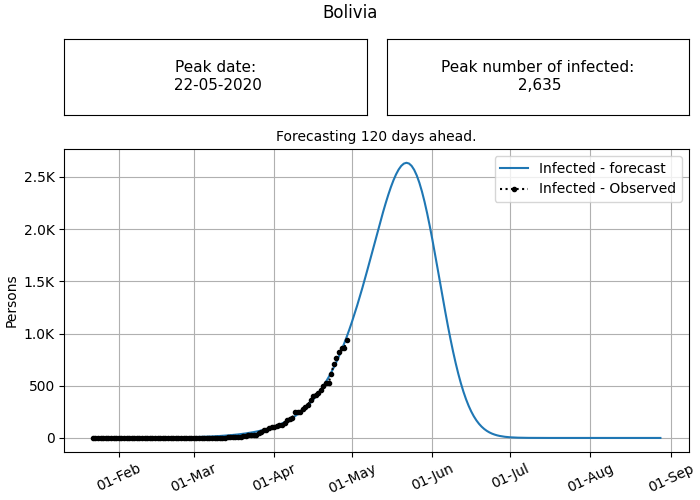 Bolivia
Peak date:
22-05-2020
Peak number of infected:
2,635
Forecasting 120 days ahead.
Infected - forecast
Infected - Observed
2.5K
2.0K
1.5K
1.0K
500
0
Persons
01-Feb
01-Mar
01-Apr
01-May
01-Jun
01-Jul
01-Aug
01-Sep